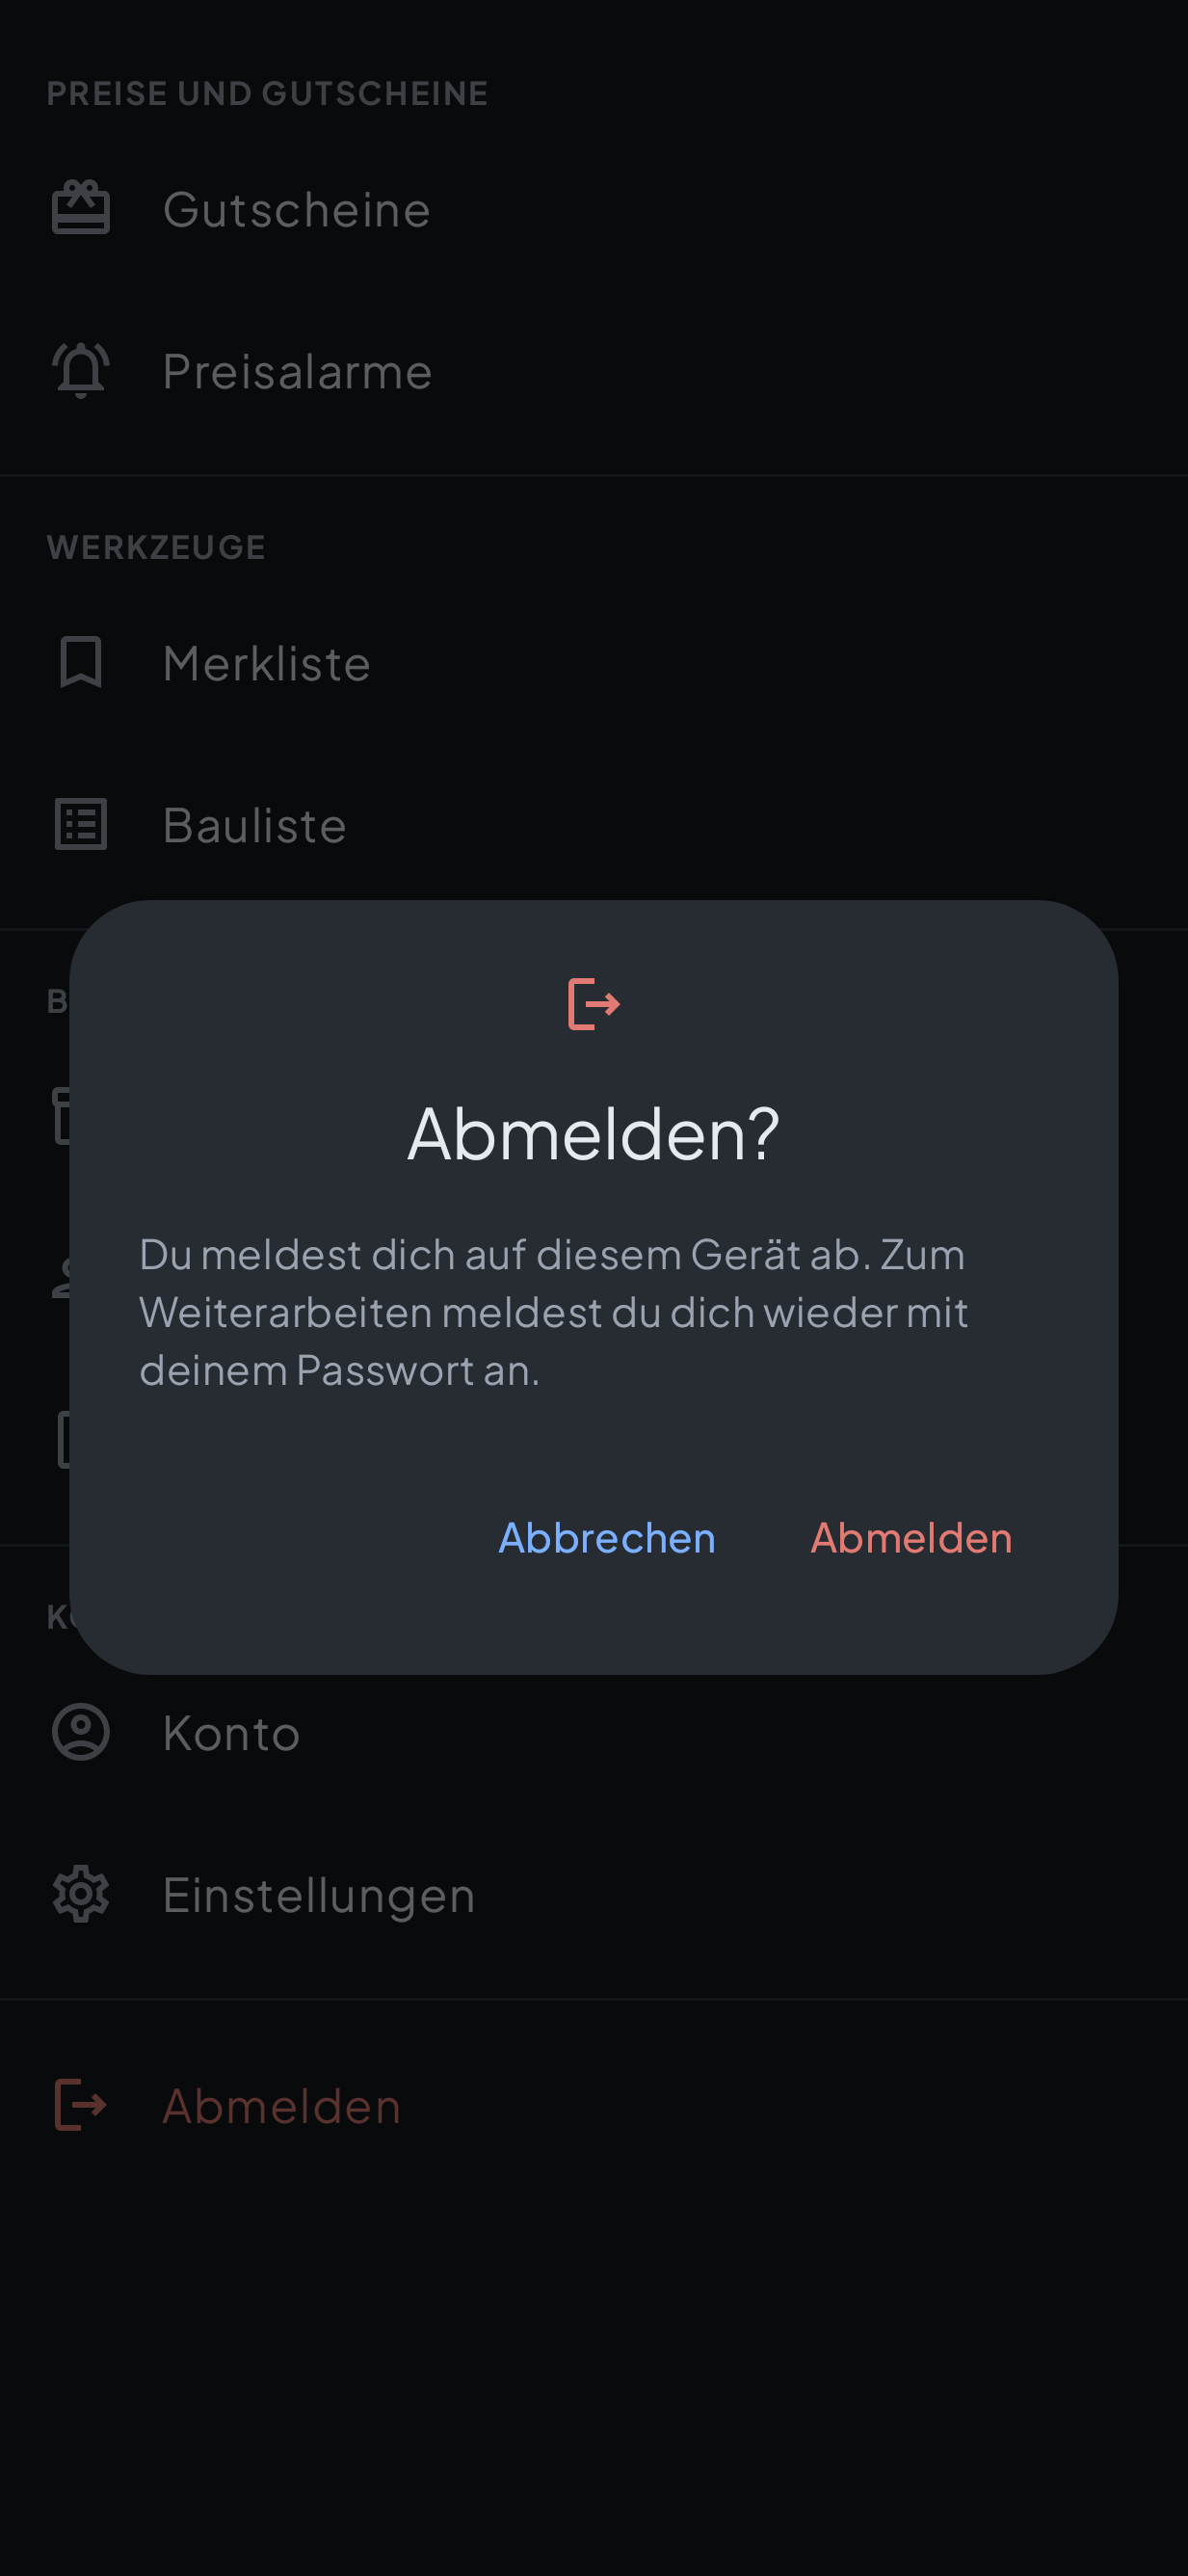 PREISE UND GUTSCHEINE
Gutscheine
Preisalarme
WERKZEUGE
Merkliste
Bauliste
Abmelden?
Du meldest dich auf diesem Gerät ab. Zum
Weiterarbeiten meldest du dich wieder mit
deinem Passwort an.
Abbrechen
Abmelden
Konto
Einstellungen
Abmelden